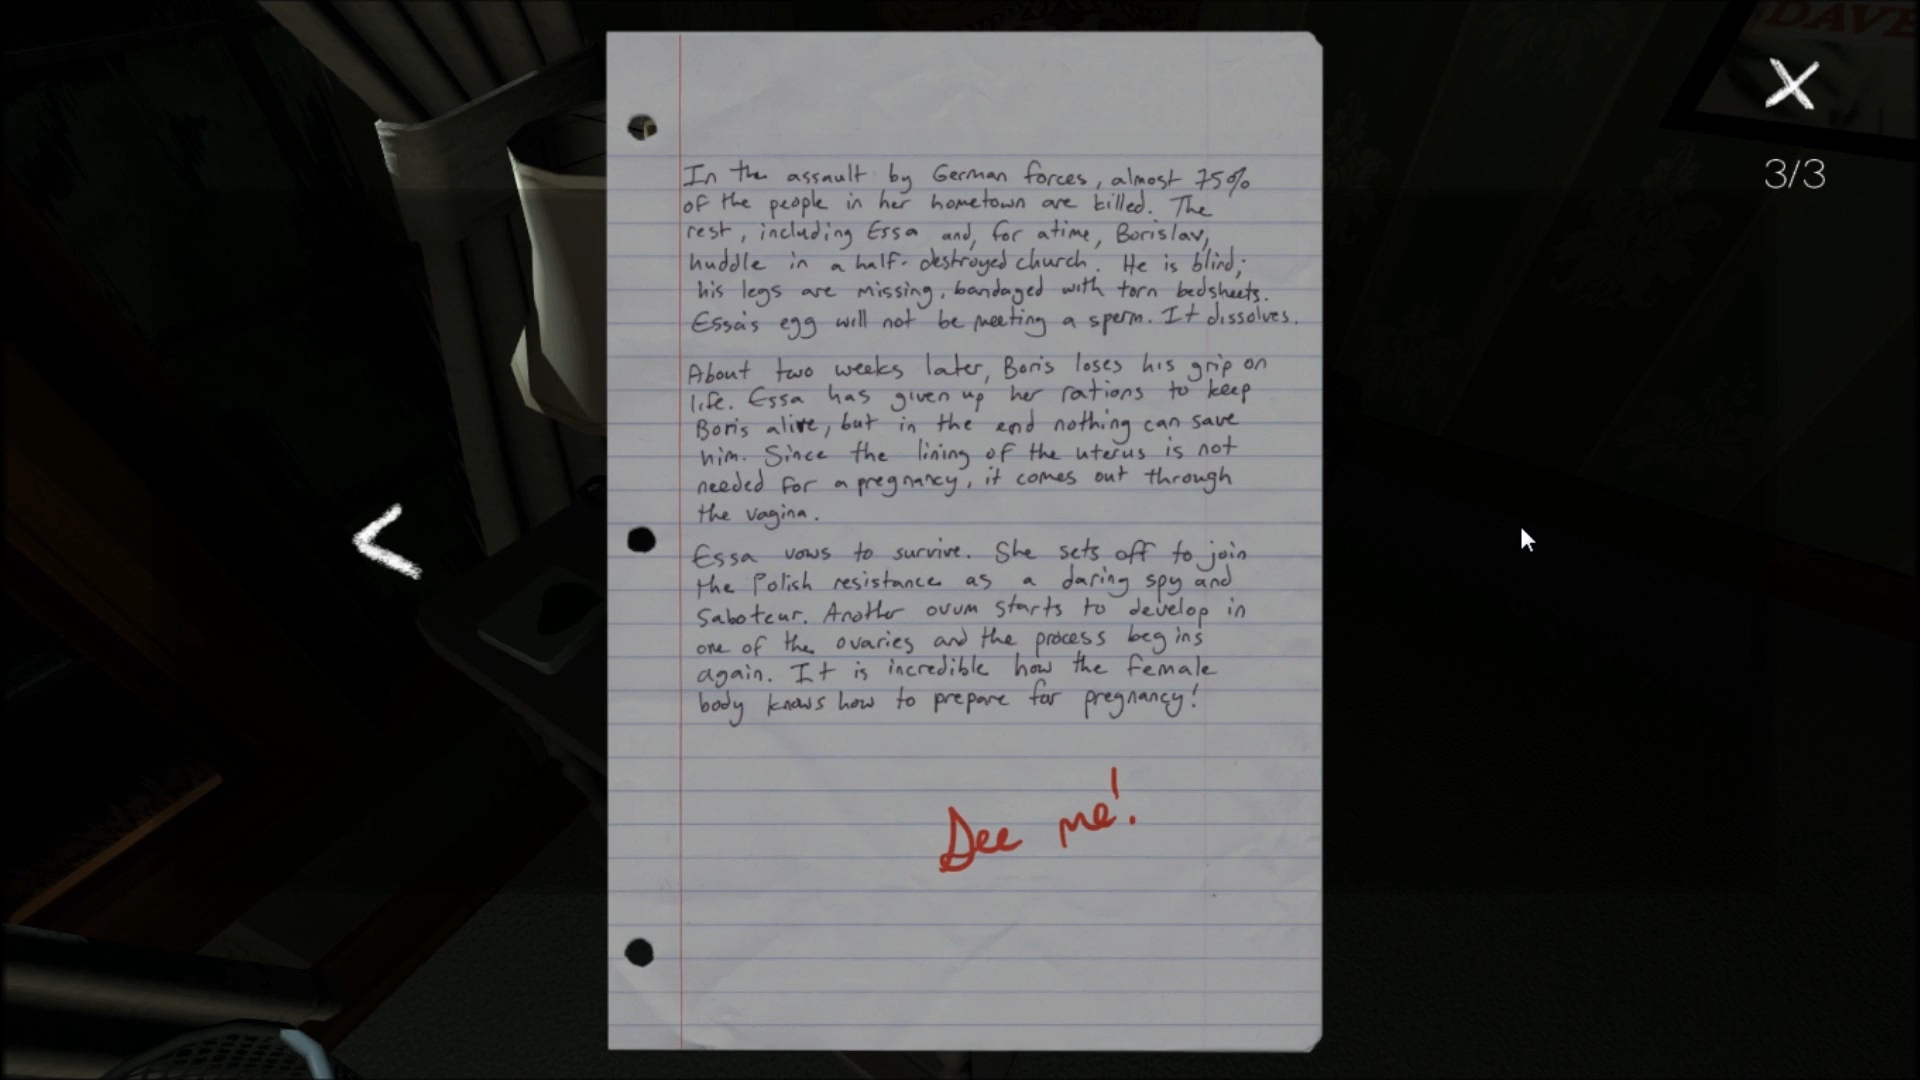 DAVE
3/3
In the assault by German forces, almost 75%
of the people in her hometown are killed. The
rest, including Essa and, for a time, Borislav,
huddle in a half-destroyed church. He is blind;
his legs are missing, bandaged with torn bedsheets.
Essa's egg will not be meeting a sperm. It dissolves.
About two weeks later, Boris loses his grip on
life. Essa has given up her rations to keep
Boris alive, but in the end nothing can save
him. Since the lining of the uterus is not
needed for a pregnancy, it comes out through
the vagina.
Essa vows to survive. She sets off to join
the Polish resistance as a daring spy and
Saboteur. Another ovum starts to develop in
one of the ovaries and the process begins
again. It is incredible how the female
body knows how to prepare for pregnancy!
See me!